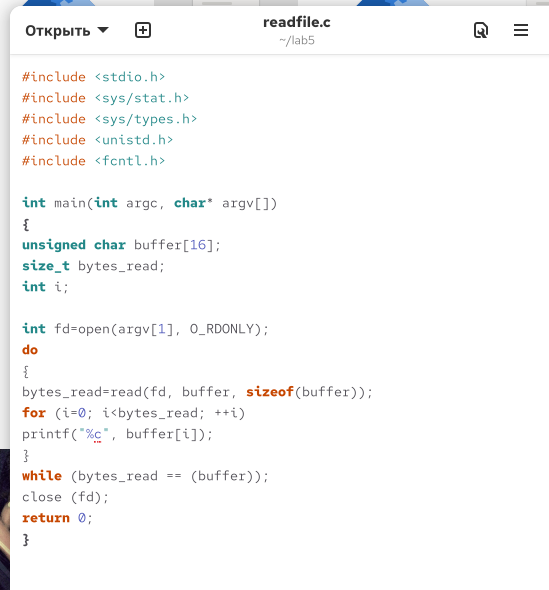 Открыть
readfile.c
~/lab5
#include <stdio.h>
#include <sys/stat.h>
#include <sys/types.h>
#include <unistd.h>
#include <fcntl.h>
int main(int argc, char* argv[])
{
unsigned char buffer[16];
size_t bytes_read;
int i;
int fd=open(argv[1], O_RDONLY);
do
{
bytes_read=read(fd, buffer, sizeof(buffer));
for (i=0; i<bytes_read; ++i)
printf("%c", buffer[i]);
}
while (bytes_read == (buffer));
close (fd);
return 0;
}